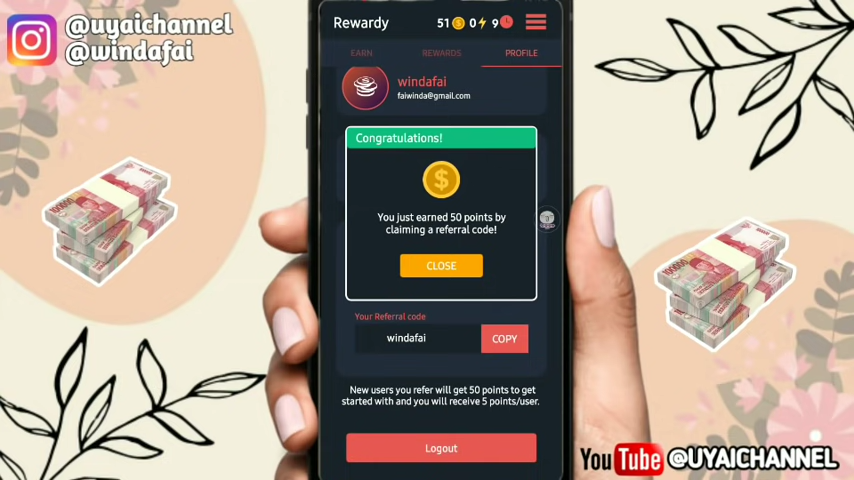 @uyaichannel
@windafai
Rewardy
51 0 9
EARN
REWARDS
PROFILE
windafai
faiwinda@gmail.com
Congratulations!
You just earned 50 points by
claiming a referral code!
CLOSE
Your Referral code
windafai
COPY
New users you refer will get 50 points to get
started with and you will receive 5 points/user.
Logout
YouTube @UYAICHANNEL